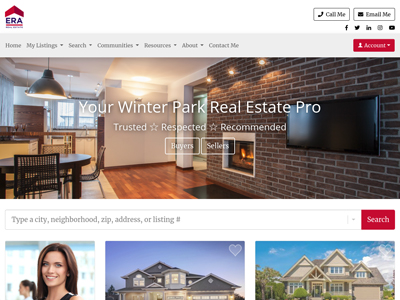 ERA
Call Me
Email Me
Home
My Listings
Search
Communities
Resources
About
Contact Me
Account
Your Winter Park Real Estate Pro
Trusted ☆ Respected ☆ Recommended
Buyers
Sellers
Type a city, neighborhood, zip, address, or listing #
Search